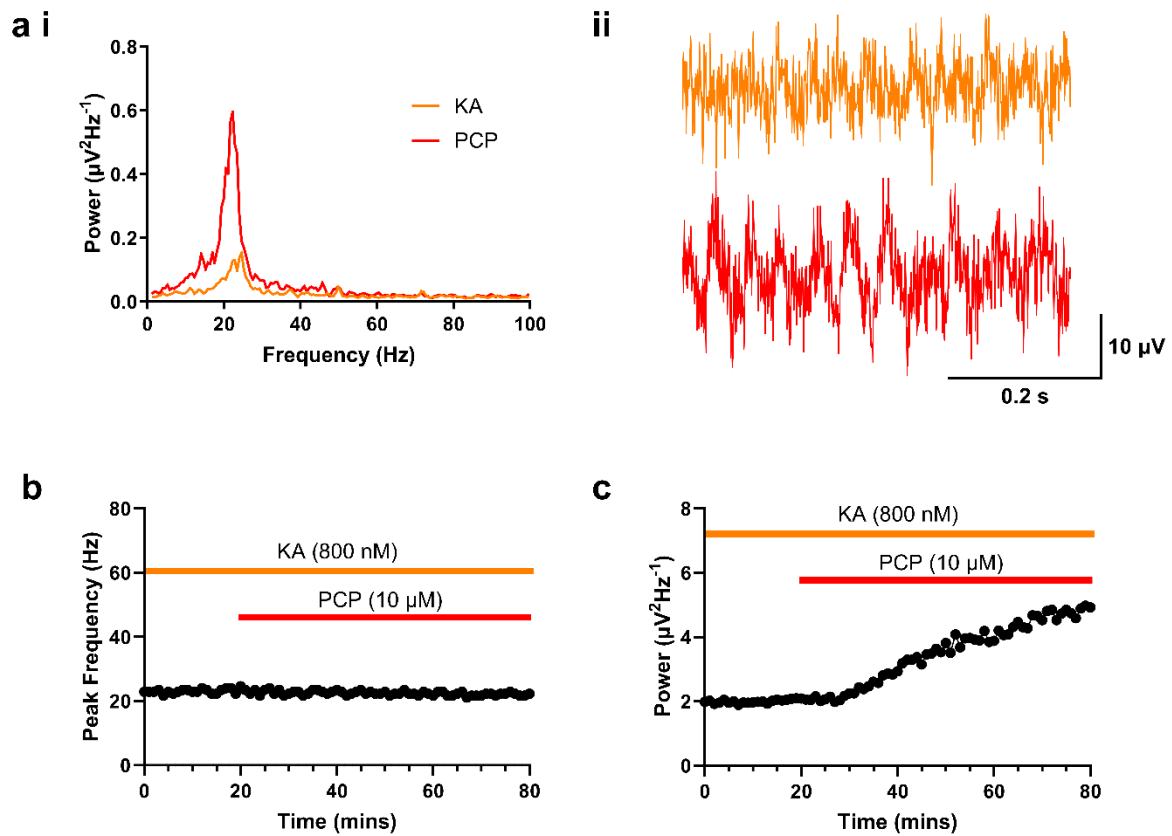 a i
0.8
0.6
0.4
0.2
0.0
Power (µV²Hz⁻¹)
KA
PCP
0 20 40 60 80 100
Frequency (Hz)
ii
10 µV
0.2 s
b
80
60
40
20
0
Peak Frequency (Hz)
KA (800 nM)
PCP (10 µM)
0 20 40 60 80
Time (mins)
c
8
6
4
2
0
Power (µV²Hz⁻¹)
KA (800 nM)
PCP (10 µM)
0 20 40 60 80
Time (mins)